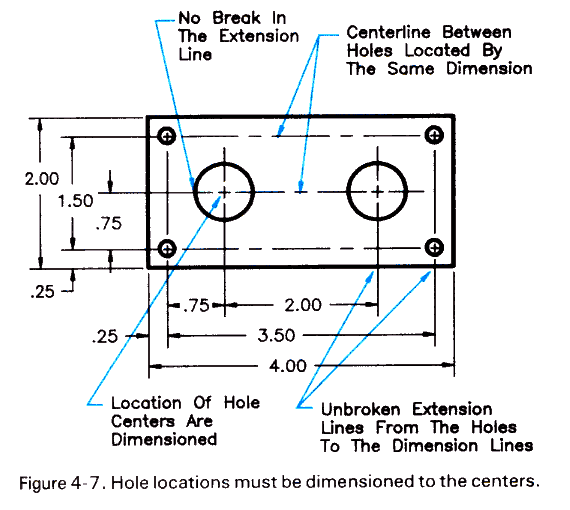 No Break In
The Extension
Line
Centerline Between
Holes Located By
The Same Dimension
2.00
1.50
.75
.25
.75
2.00
.25
3.50
4.00
Location Of Hole
Centers Are
Dimensioned
Unbroken Extension
Lines From The Holes
To The Dimension Lines
Figure 4-7. Hole locations must be dimensioned to the centers.